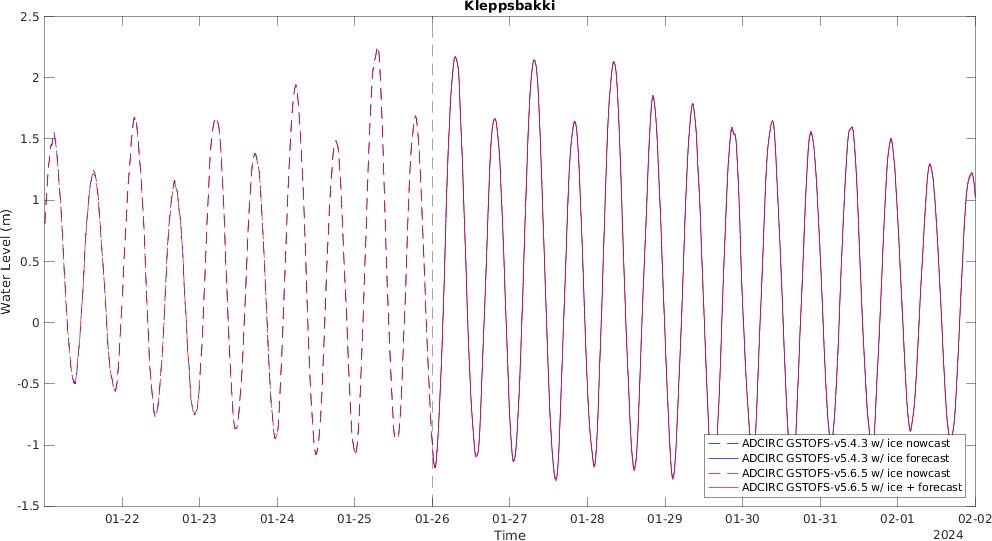 Kleppsbakki
2.5
2
1.5
1
0.5
0
-0.5
-1
-1.5
Water Level (m)
ADCIRC GSTOFS-v5.4.3 w/ ice nowcast
ADCIRC GSTOFS-v5.4.3 w/ ice forecast
ADCIRC GSTOFS-v5.6.5 w/ ice nowcast
ADCIRC GSTOFS-v5.6.5 w/ ice + forecast
01-22 01-23 01-24 01-25 01-26 01-27 01-28 01-29 01-30 01-31 02-01 02-02
Time
2024